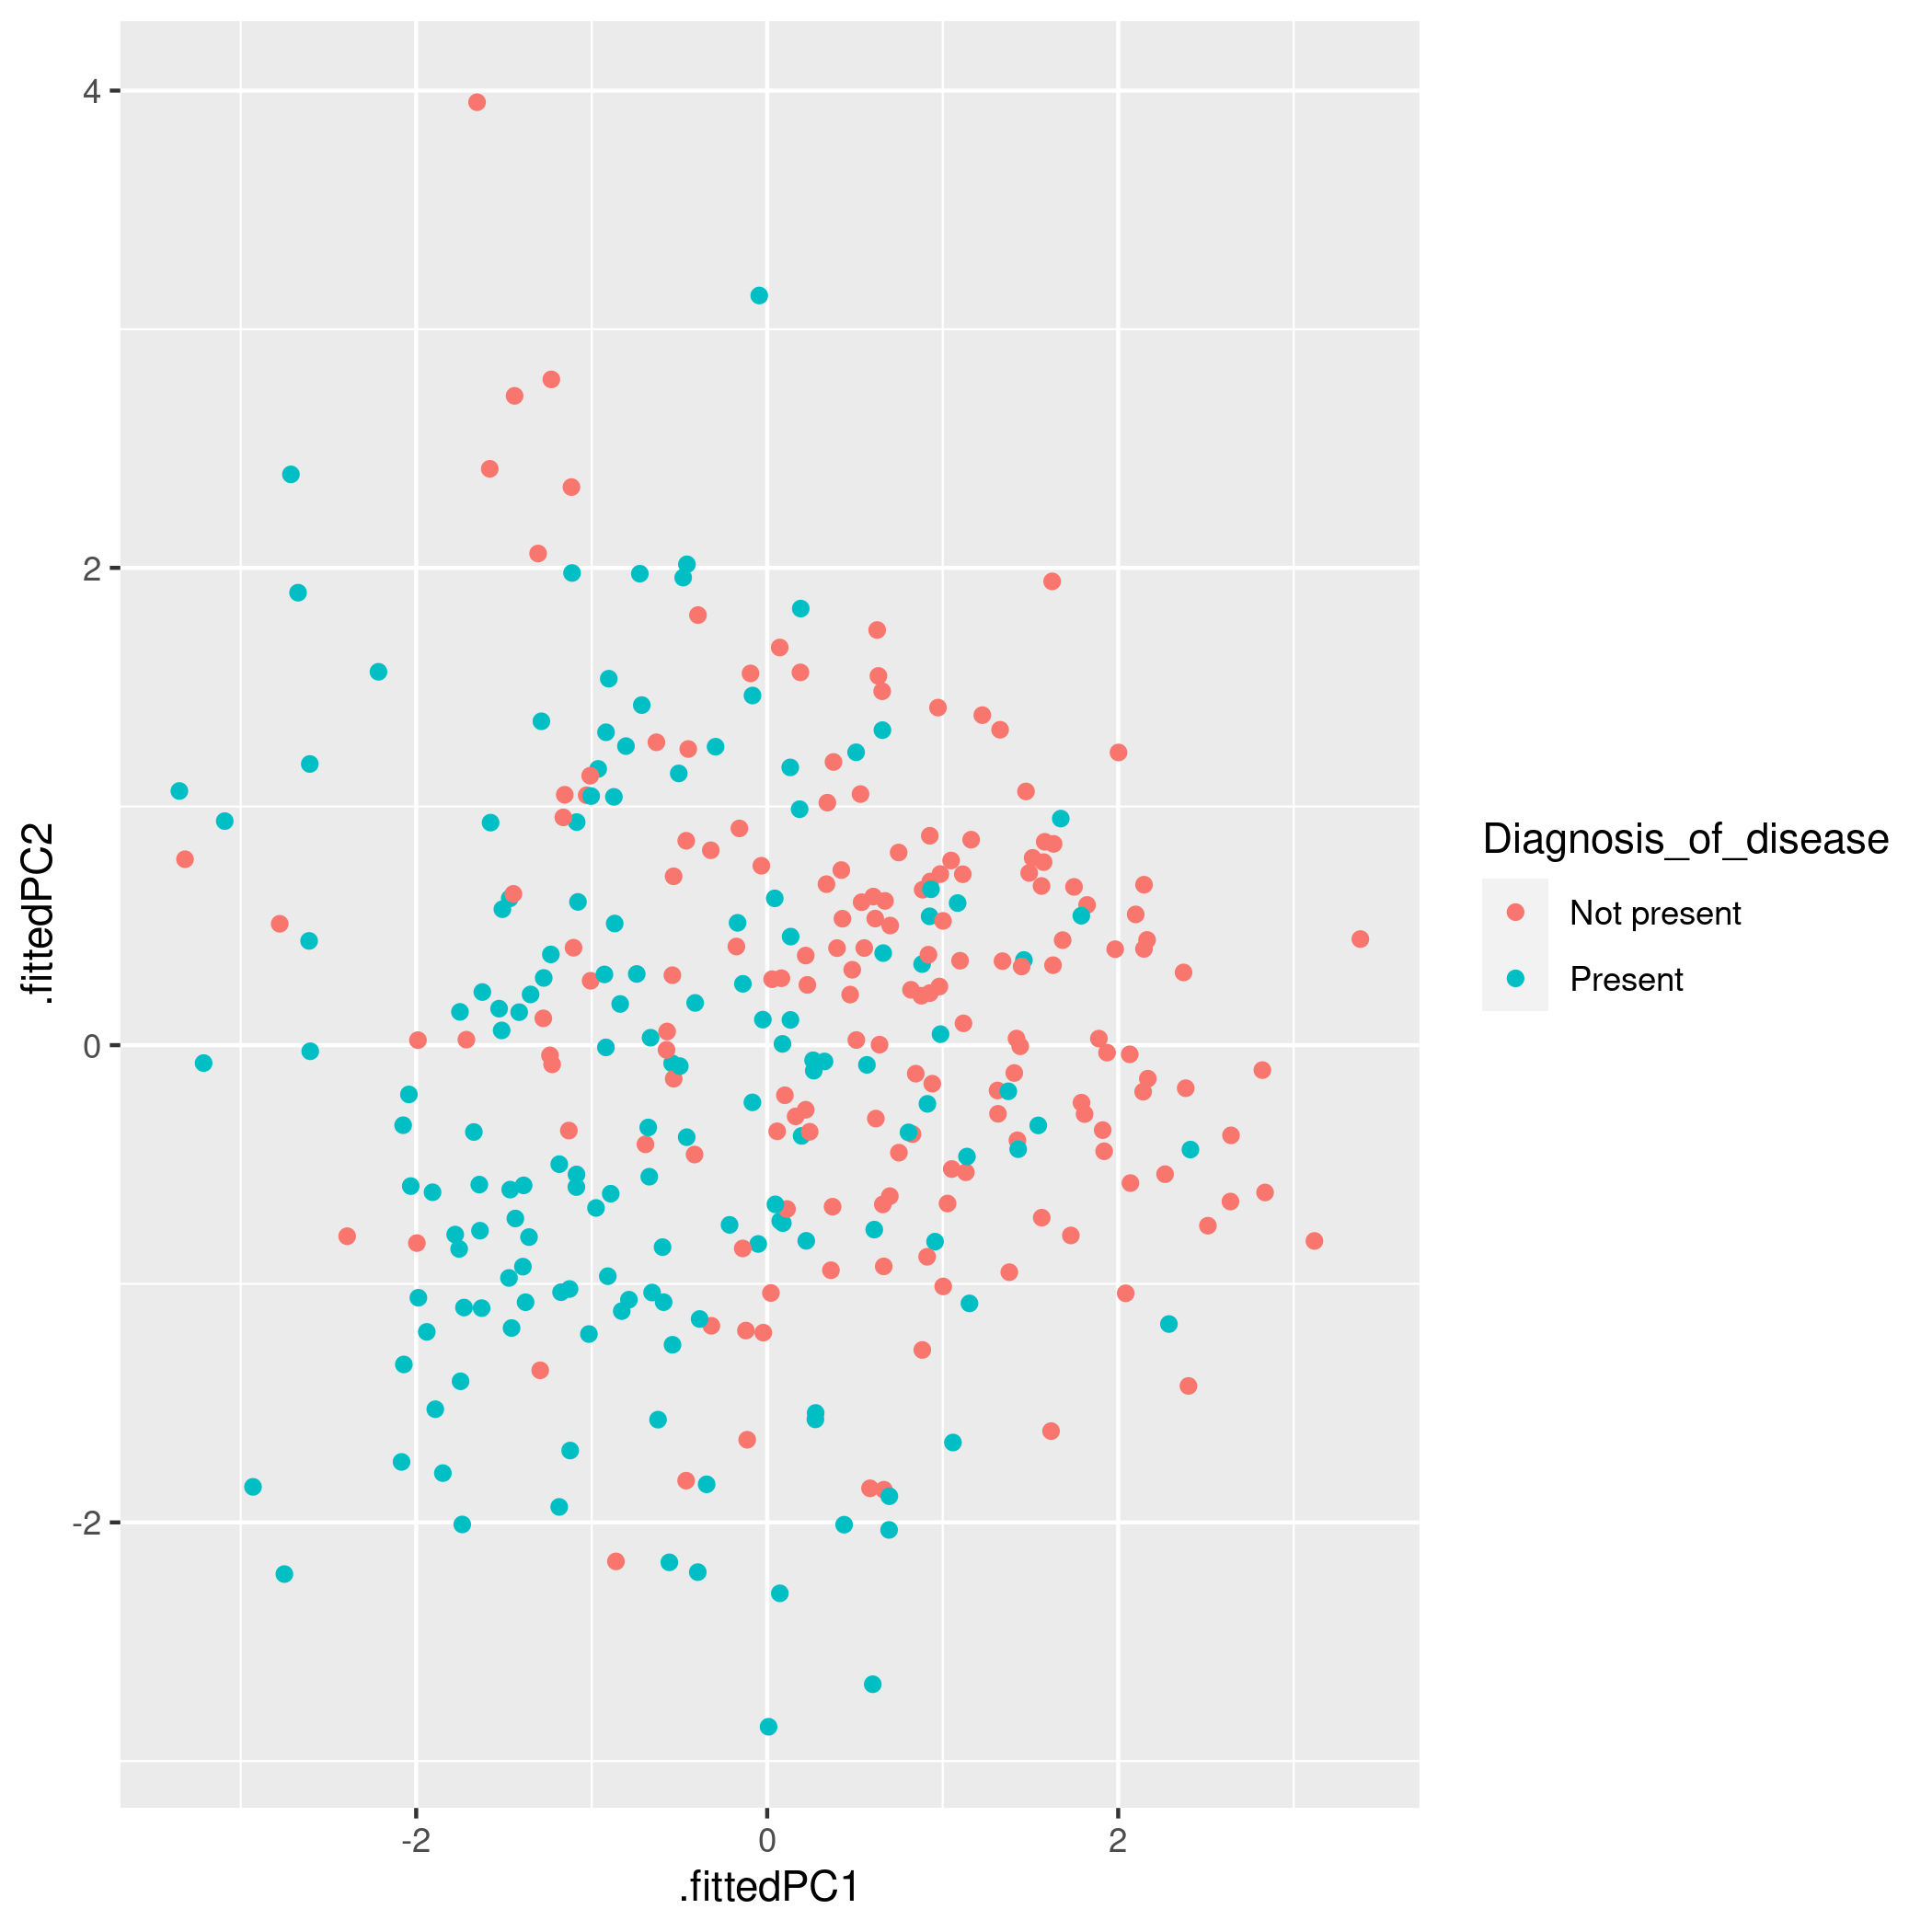 4
2
0
-2
-2
0
2
.fittedPC2
.fittedPC1
Diagnosis_of_disease
Not present
Present